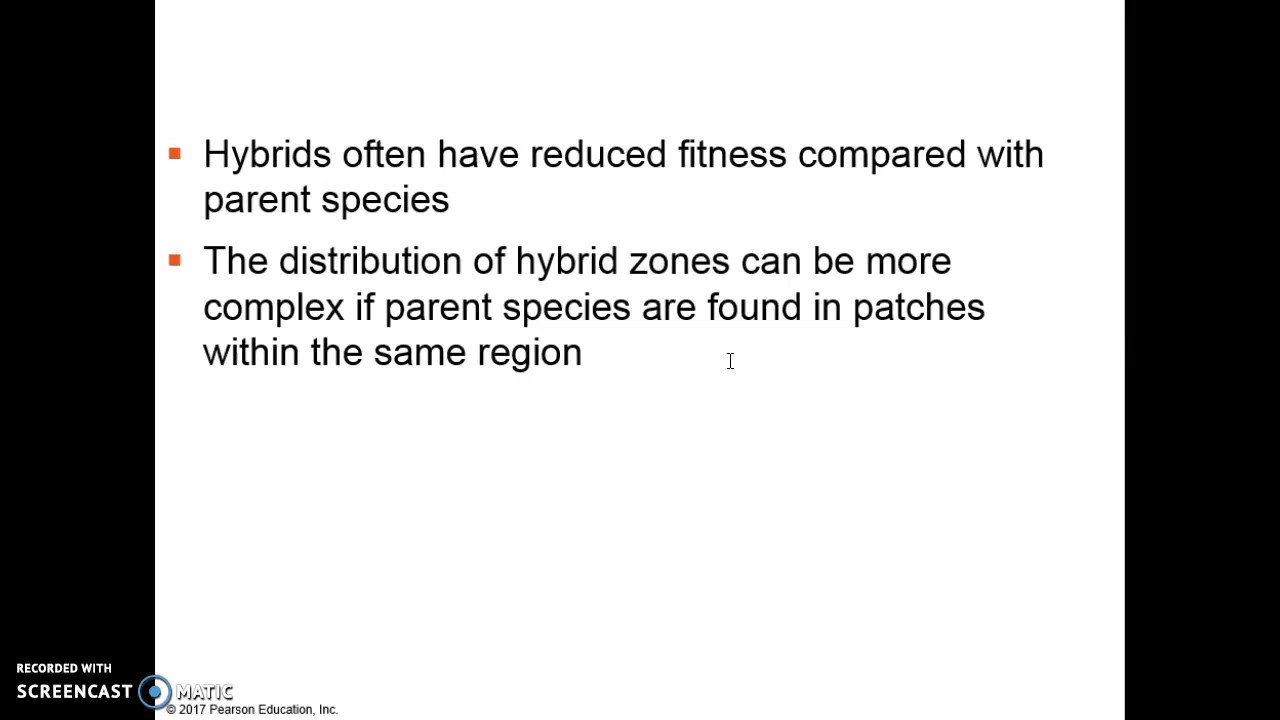 Hybrids often have reduced fitness compared with
parent species
The distribution of hybrid zones can be more
complex if parent species are found in patches
within the same region
RECORDED WITH
SCREENCAST MATIC
© 2017 Pearson Education, Inc.